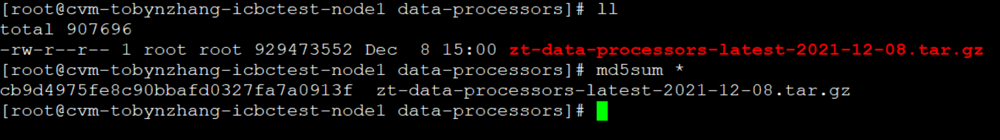 [root@cvm-tobynzhang-icbctest-node1 data-processors]# ll
total 907696
-rw-r--r-- 1 root root 929473552 Dec  8 15:00 zt-data-processors-latest-2021-12-08.tar.gz
[root@cvm-tobynzhang-icbctest-node1 data-processors]# md5sum *
cb9d4975fe8c90bbafd0327fa7a0913f  zt-data-processors-latest-2021-12-08.tar.gz
[root@cvm-tobynzhang-icbctest-node1 data-processors]#